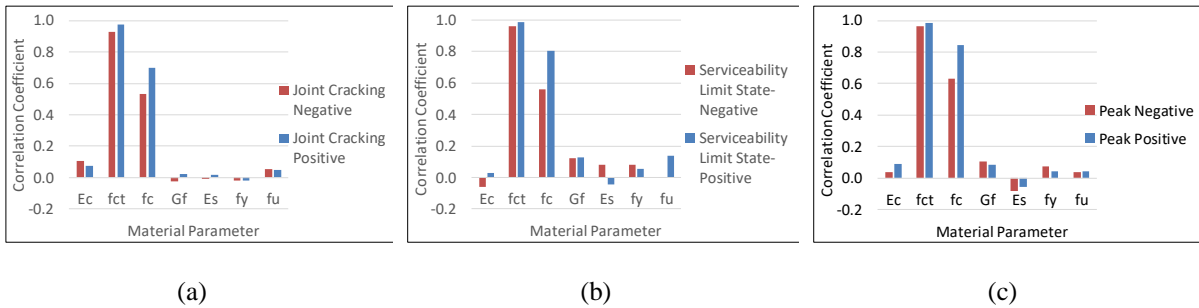 Correlation Coefficient
1.0
0.8
0.6
0.4
0.2
0.0
-0.2
Ec fct fc Gf Es fy fu
Material Parameter
Joint Cracking
Negative
Joint Cracking
Positive
(a)
Correlation Coefficient
1.0
0.8
0.6
0.4
0.2
0.0
-0.2
Ec fct fc Gf Es fy fu
Material Parameter
Serviceability
Limit State-
Negative
Serviceability
Limit State-
Positive
(b)
Correlation Coefficient
1.0
0.8
0.6
0.4
0.2
0.0
-0.2
Ec fct fc Gf Es fy fu
Material Parameter
Peak Negative
Peak Positive
(c)